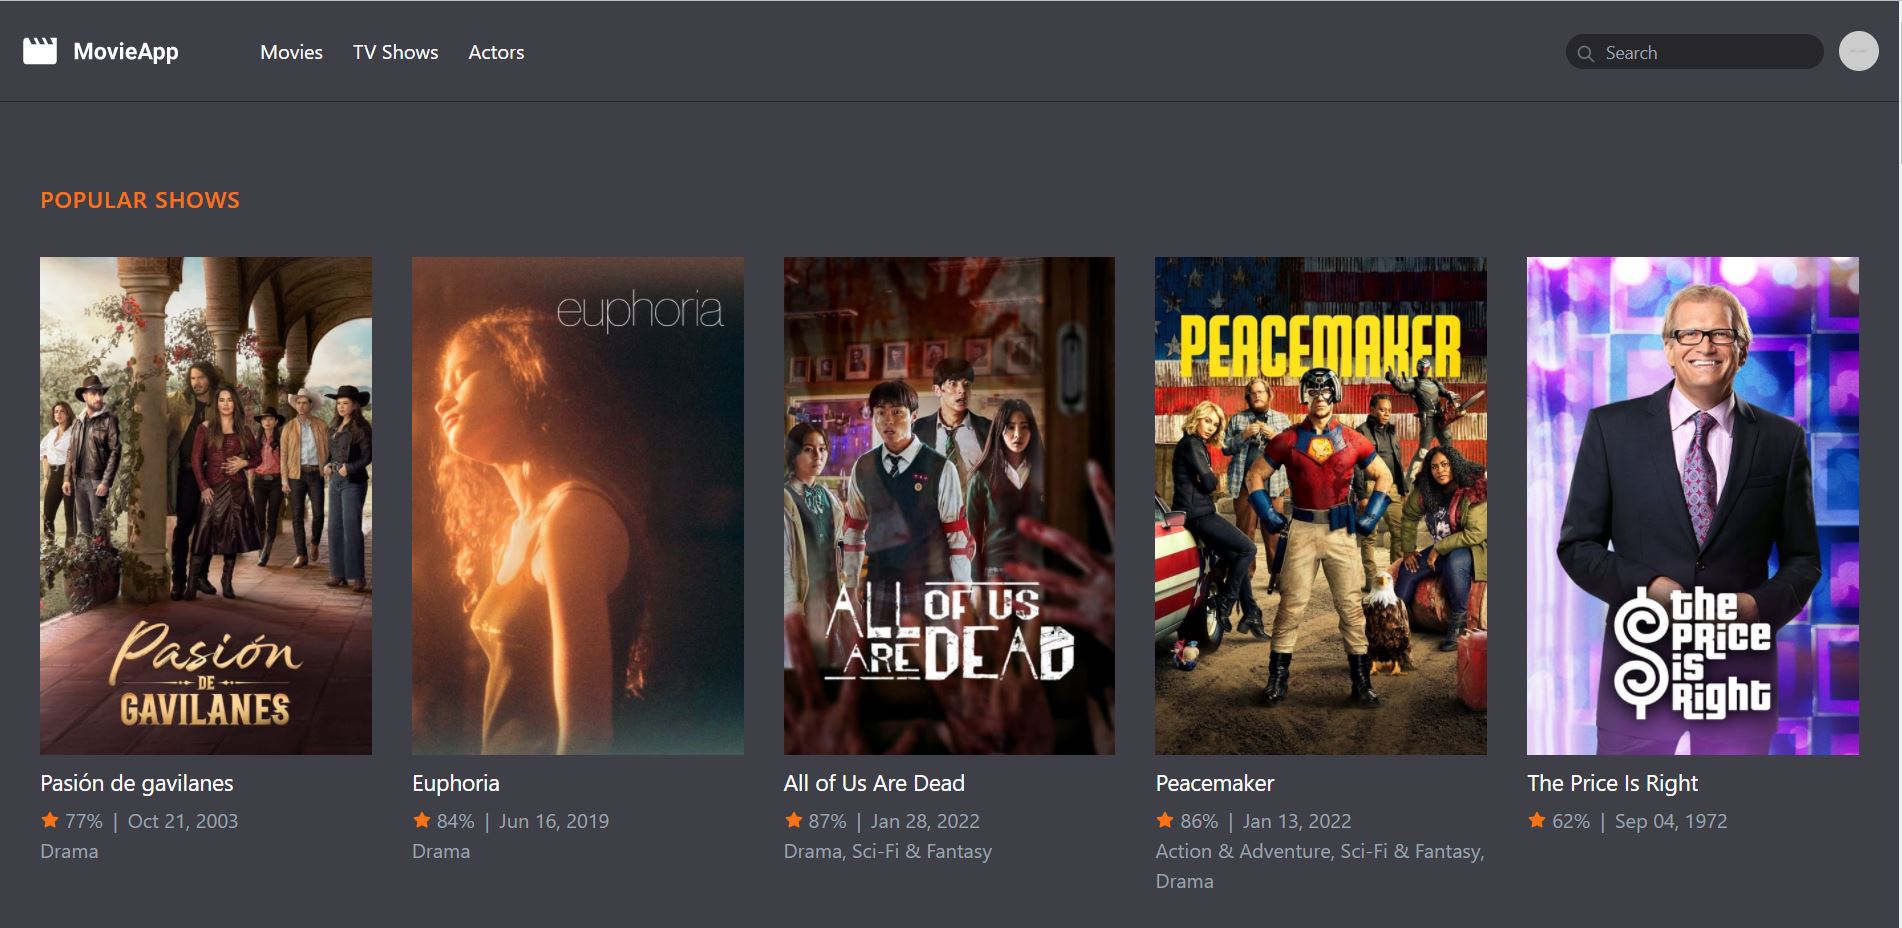 MovieApp
Movies
TV Shows
Actors
Search
POPULAR SHOWS
Pasión
DE
GAVILANES
euphoria
ALL OF US
ARE DEAD
PEACEMAKER
the
PRICE
is
Right
Pasión de gavilanes
77% | Oct 21, 2003
Drama
Euphoria
84% | Jun 16, 2019
Drama
All of Us Are Dead
87% | Jan 28, 2022
Drama, Sci-Fi & Fantasy
Peacemaker
86% | Jan 13, 2022
Action & Adventure, Sci-Fi & Fantasy,
Drama
The Price Is Right
62% | Sep 04, 1972